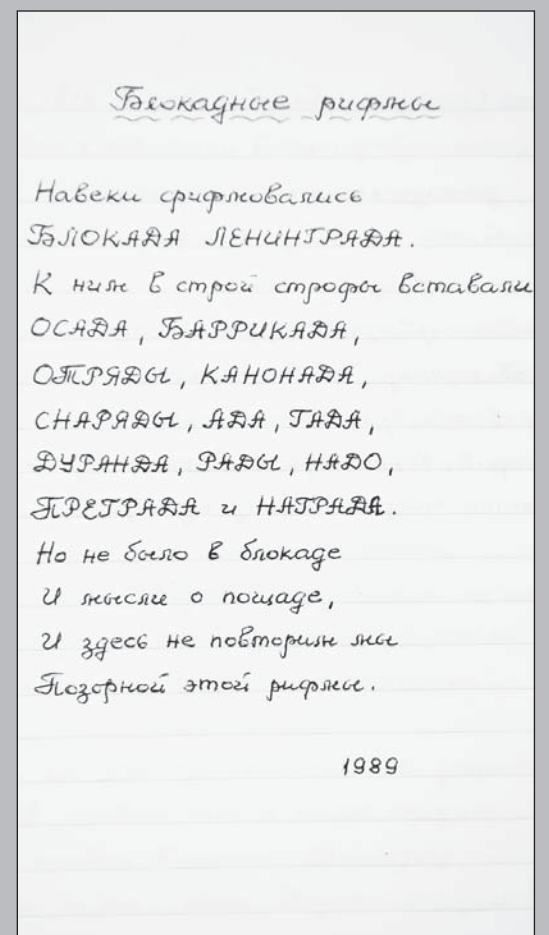 Блокадные рифмы
Навеки срифмовались
БЛОКАДА ЛЕНИНГРАДА.
К ним в строй строфы вставали
ОСАДА, БАРРИКАДА,
ОТРЯДЫ, КАНОНАДА,
СНАРЯДЫ, АДА, ГАДА,
ДУРАНДА, РАДЫ, НАДО,
ПРЕГРАДА и НАГРАДА.
Но не было в блокаде
И мысли о пощаде,
И здесь не повторим мы
Позорной этой рифмы.
1989